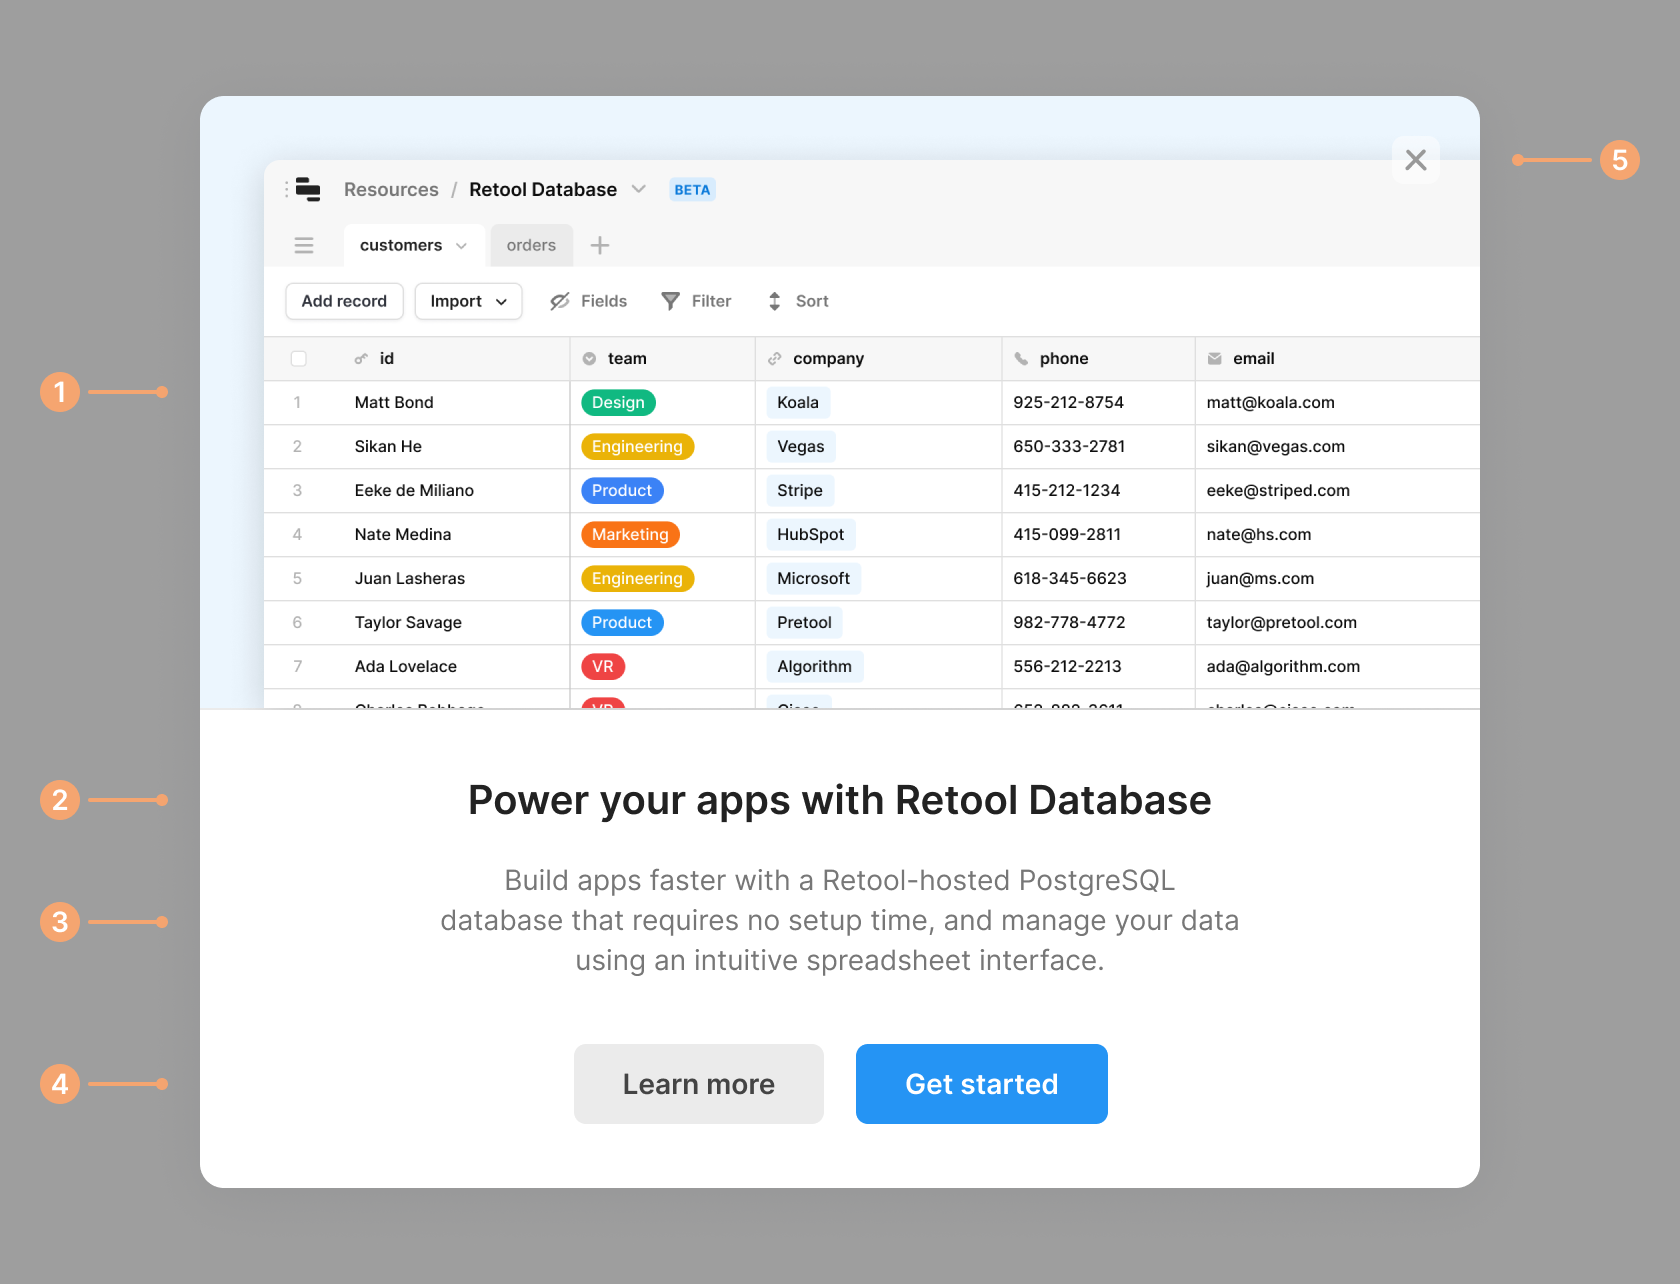 5
Resources / Retool Database BETA
customers orders
Add record Import Fields Filter Sort
id team company phone email
1
1 Matt Bond Design Koala 925-212-8754 matt@koala.com
2 Sikan He Engineering Vegas 650-333-2781 sikan@vegas.com
3 Eeke de Miliano Product Stripe 415-212-1234 eeke@striped.com
4 Nate Medina Marketing HubSpot 415-099-2811 nate@hs.com
5 Juan Lasheras Engineering Microsoft 618-345-6623 juan@ms.com
6 Taylor Savage Product Pretool 982-778-4772 taylor@pretool.com
7 Ada Lovelace VR Algorithm 556-212-2213 ada@algorithm.com
2
Power your apps with Retool Database
3
Build apps faster with a Retool-hosted PostgreSQL
database that requires no setup time, and manage your data
using an intuitive spreadsheet interface.
4
Learn more Get started